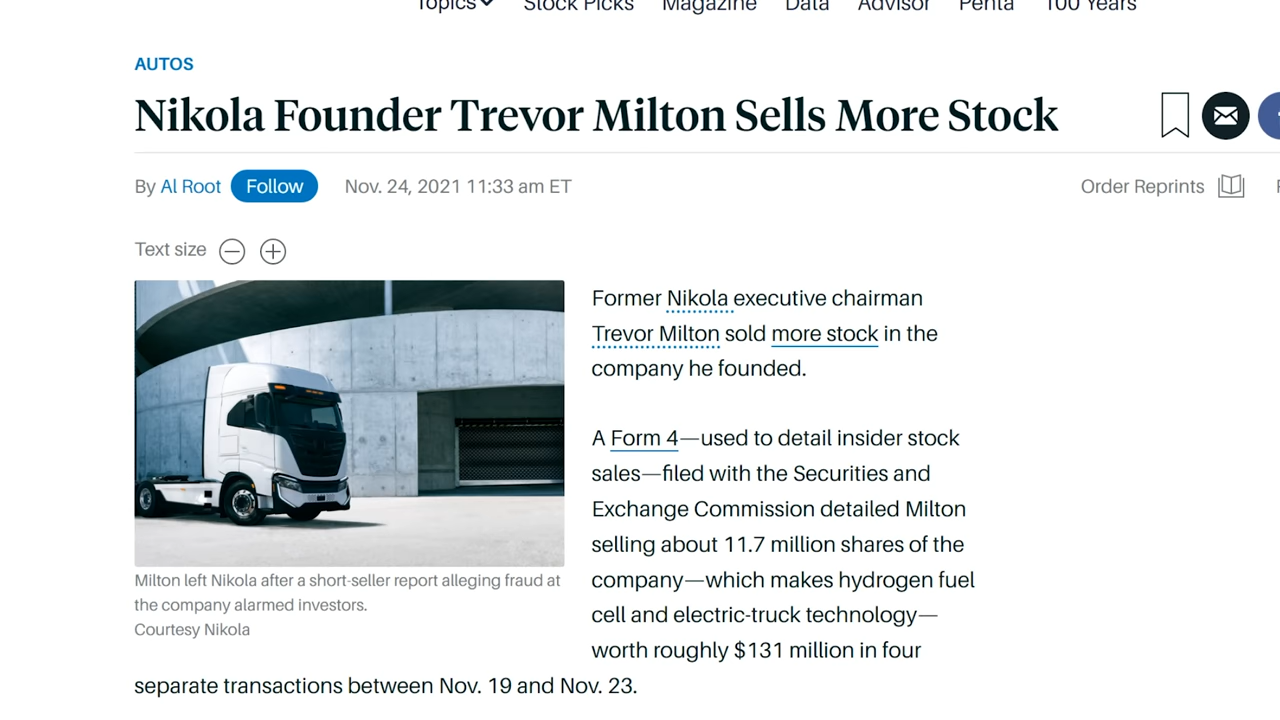 Topics Stock Picks Magazine Data Advisor Penta 100 Years
AUTOS
Nikola Founder Trevor Milton Sells More Stock
By Al Root Follow Nov. 24, 2021 11:33 am ET Order Reprints
Text size
Former Nikola executive chairman
Trevor Milton sold more stock in the
company he founded.
A Form 4—used to detail insider stock
sales—filed with the Securities and
Exchange Commission detailed Milton
selling about 11.7 million shares of the
company—which makes hydrogen fuel
cell and electric-truck technology—
worth roughly $131 million in four
separate transactions between Nov. 19 and Nov. 23.
Milton left Nikola after a short-seller report alleging fraud at
the company alarmed investors.
Courtesy Nikola